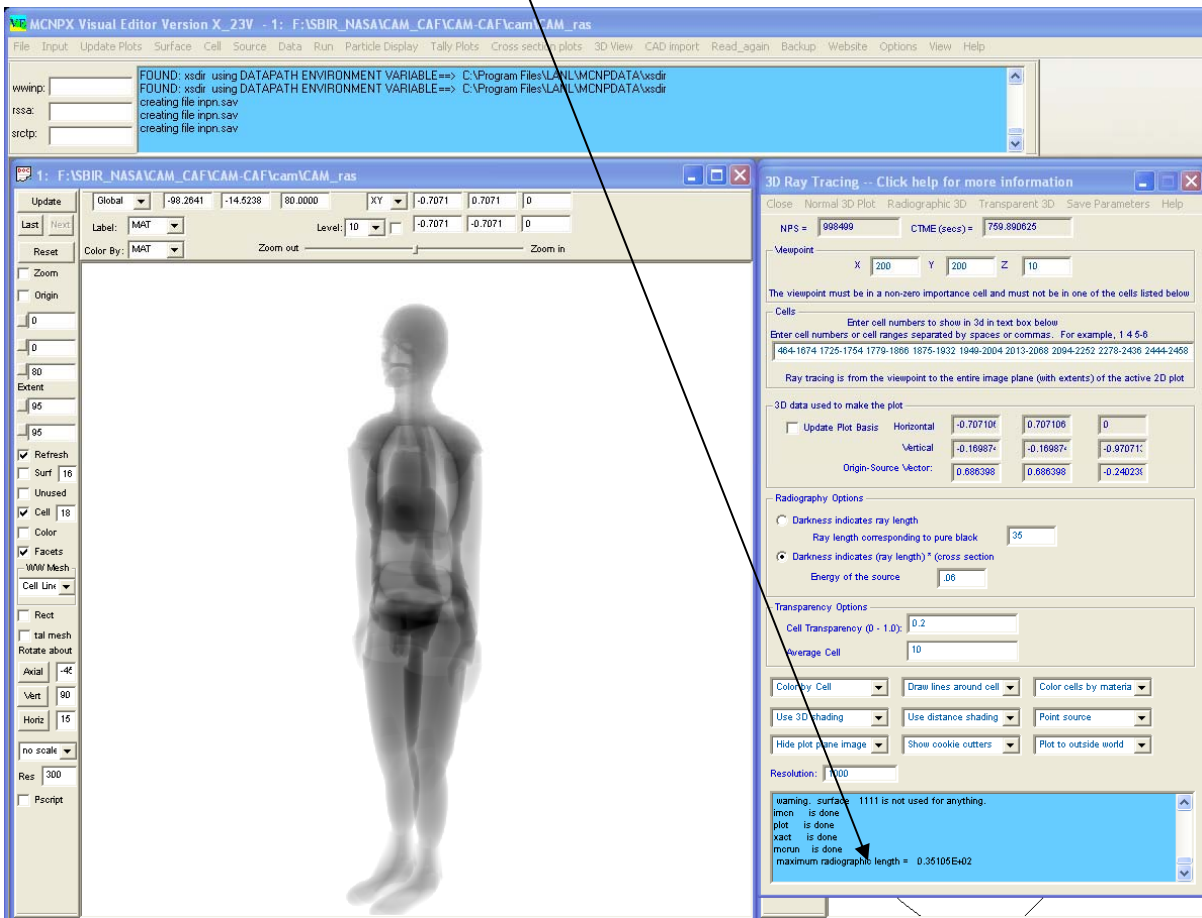 MCNPX Visual Editor Version X_23V - 1: F:\SBIR_NASA\CAM_CAF\CAM-CAF\cam\CAM_ras
File Input Update Plots Surface Cell Source Data Run Particle Display Tally Plots Cross section plots 3D View CAD import Read_again Backup Website Options View Help
wwinp:
rssa:
srctp:
FOUND: xsdir using DATAPATH ENVIRONMENT VARIABLE==> C:\Program Files\LANL\MCNPDATA\xsdir
FOUND: xsdir using DATAPATH ENVIRONMENT VARIABLE==> C:\Program Files\LANL\MCNPDATA\xsdir
creating file inpn.sav
creating file inpn.sav
creating file inpn.sav
1: F:\SBIR_NASA\CAM_CAF\CAM-CAF\cam\CAM_ras
Update Global -98.2641 -14.5238 80.0000 XY -0.7071 0.7071 0
Last Next Label: MAT Level: 10 -0.7071 -0.7071 0
Reset Color By: MAT Zoom out Zoom in
Zoom
Origin
0
0
80
Extent
95
95
Refresh
Surf 16
Unused
Cell 18
Color
Facets
WW Mesh
Cell Line
Rect
tal mesh
Rotate about
Axial
Vert 90
Horiz 15
no scale
Res 300
Pscript
3D Ray Tracing -- Click help for more information
Close Normal 3D Plot Radiographic 3D Transparent 3D Save Parameters Help
NPS = 998499 CTME (secs) = 759.890625
Viewpoint
X 200 Y 200 Z 10
The viewpoint must be in a non-zero importance cell and must not be in one of the cells listed below
Cells
Enter cell numbers to show in 3d in text box below
Enter cell numbers or cell ranges separated by spaces or commas. For example, 1 4 5-6
464-1674 1725-1754 1779-1866 1875-1932 1949-2004 2013-2068 2094-2252 2278-2436 2444-2458
Ray tracing is from the viewpoint to the entire image plane (with extents) of the active 2D plot
3D data used to make the plot
Update Plot Basis Horizontal -0.707106 0.707106 0
Vertical -0.16987 -0.16987 -0.97071
Origin-Source Vector: 0.686398 0.686398 -0.240239
Radiography Options
Darkness indicates ray length
Ray length corresponding to pure black 35
Darkness indicates (ray length) * (cross section
Energy of the source .06
Transparency Options
Cell Transparency (0 - 1.0): 0.2
Average Cell 10
Color by Cell Draw lines around cell Color cells by materia
Use 3D shading Use distance shading Point source
Hide plot plane image Show cookie cutters Plot to outside world
Resolution: 1000
warning. surface 1111 is not used for anything.
imcn is done
plot is done
xact is done
mcrun is done
maximum radiographic length = 0.35105E+02